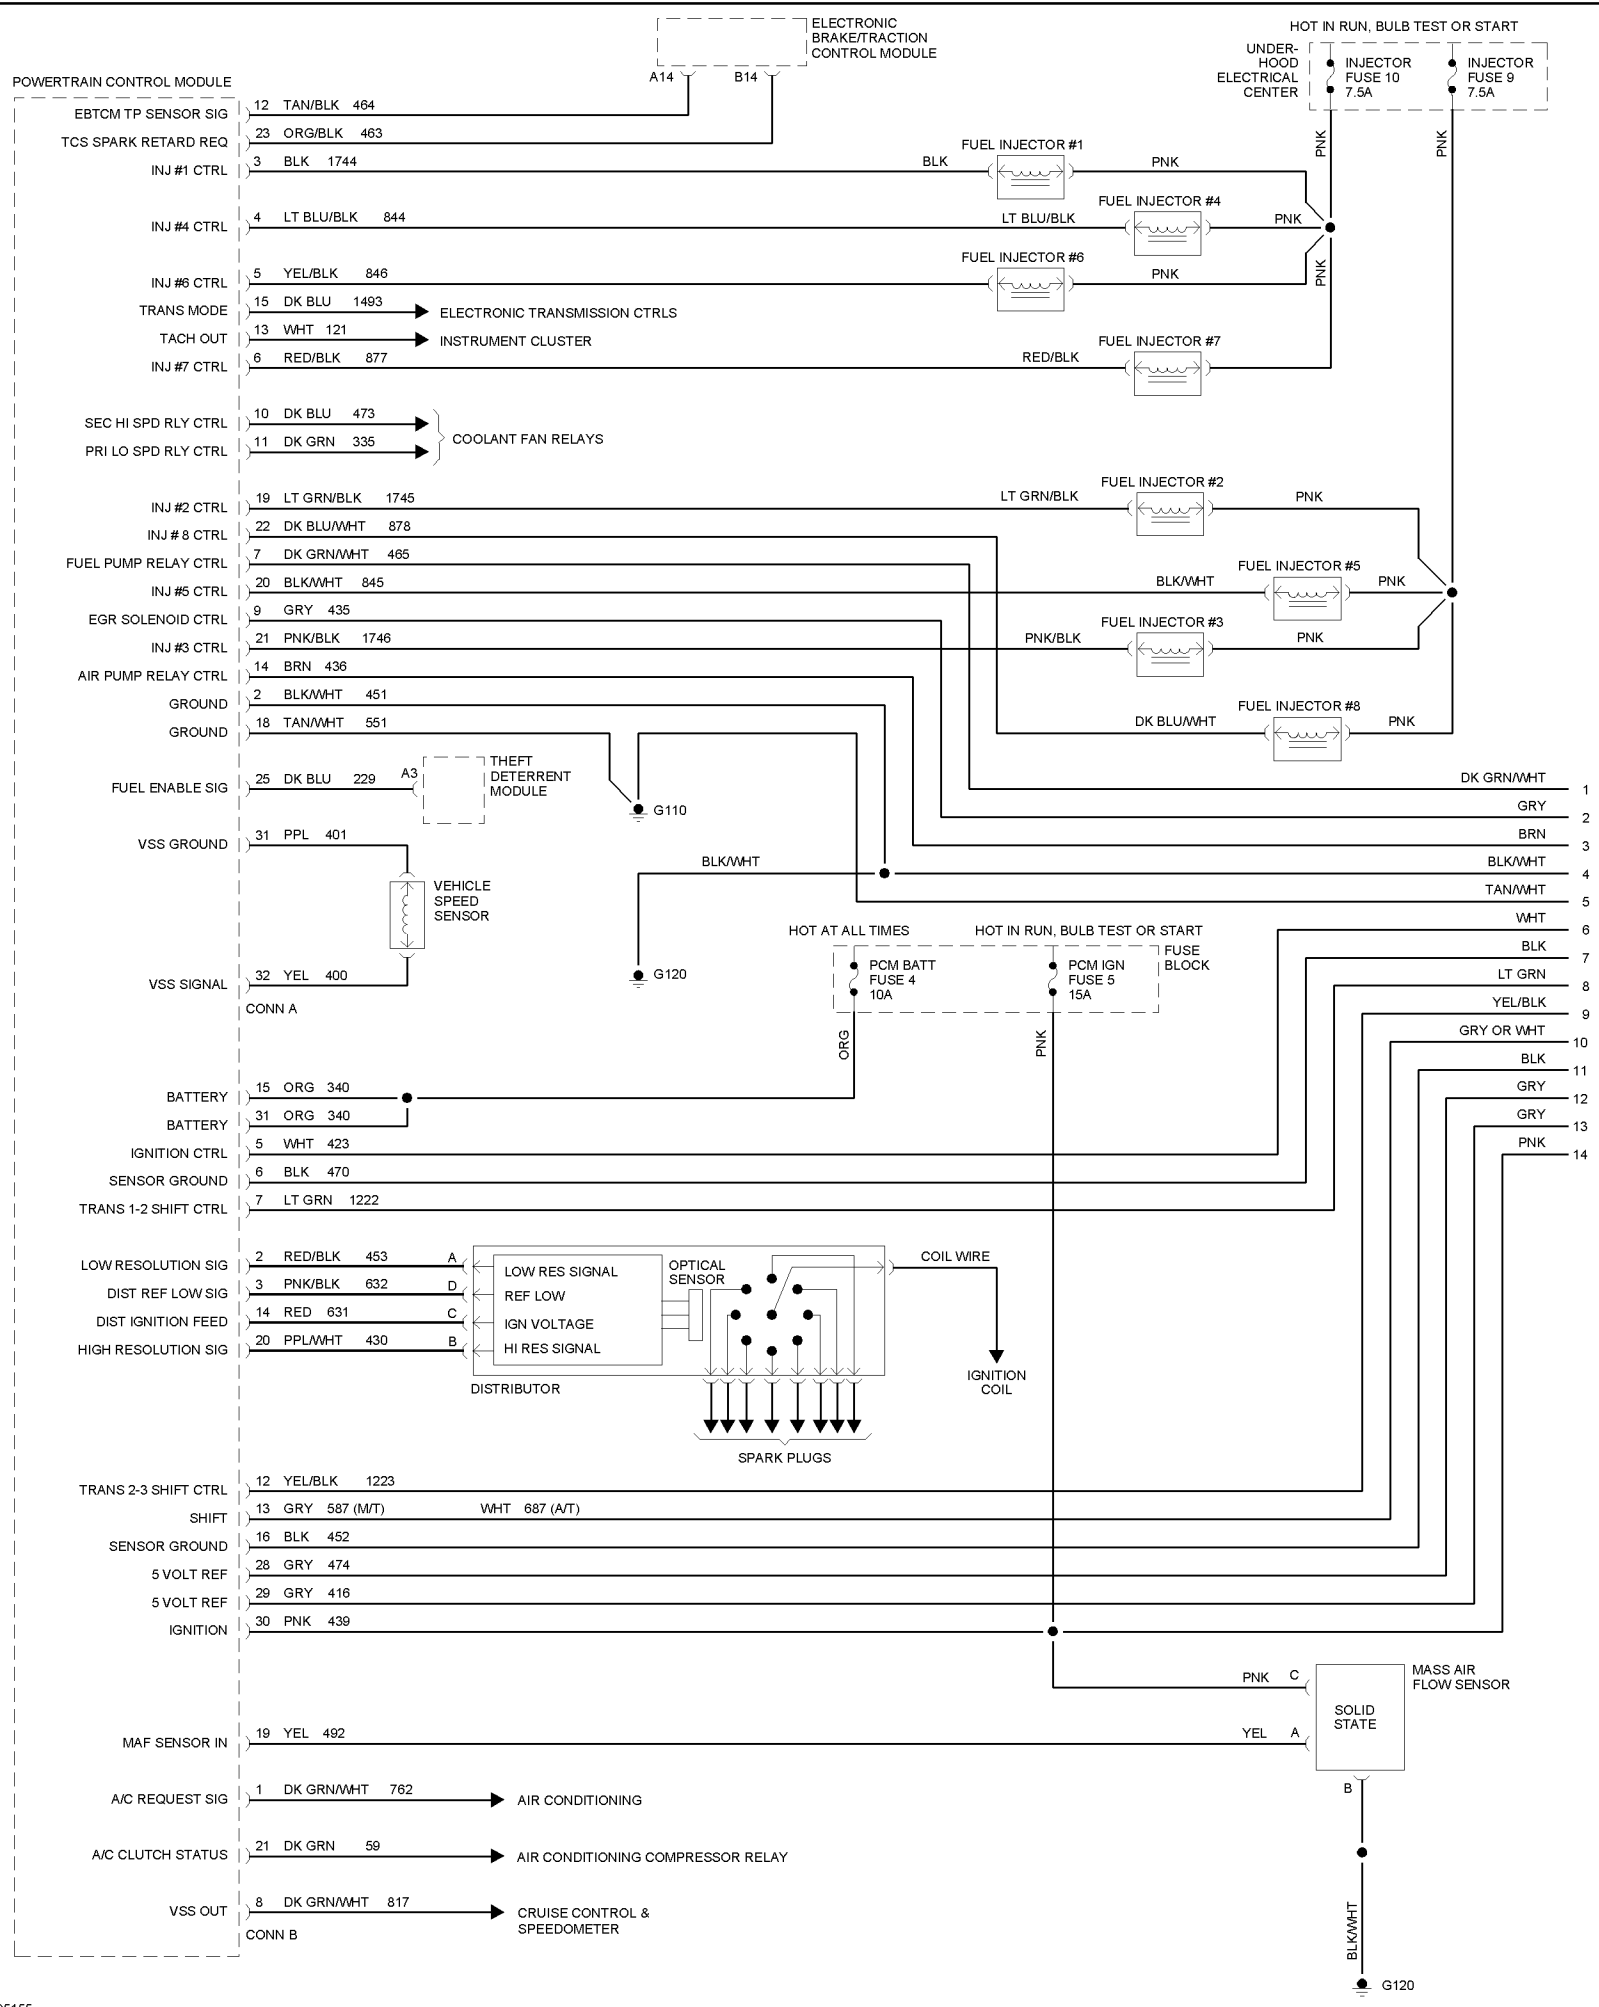 ELECTRONIC
BRAKE/TRACTION
CONTROL MODULE
A14
B14
HOT IN RUN, BULB TEST OR START
UNDER-
HOOD
ELECTRICAL
CENTER
INJECTOR
FUSE 10
7.5A
INJECTOR
FUSE 9
7.5A
PNK
PNK
POWERTRAIN CONTROL MODULE
EBTCM TP SENSOR SIG 12 TAN/BLK 464
TCS SPARK RETARD REQ 23 ORG/BLK 463
FUEL INJECTOR #1
INJ #1 CTRL 3 BLK 1744 BLK PNK
FUEL INJECTOR #4
INJ #4 CTRL 4 LT BLU/BLK 844 LT BLU/BLK PNK
FUEL INJECTOR #6
INJ #6 CTRL 5 YEL/BLK 846 PNK
PNK
TRANS MODE 15 DK BLU 1493 ELECTRONIC TRANSMISSION CTRLS
TACH OUT 13 WHT 121 INSTRUMENT CLUSTER
FUEL INJECTOR #7
INJ #7 CTRL 6 RED/BLK 877 RED/BLK
SEC HI SPD RLY CTRL 10 DK BLU 473
COOLANT FAN RELAYS
PRI LO SPD RLY CTRL 11 DK GRN 335
FUEL INJECTOR #2
INJ #2 CTRL 19 LT GRN/BLK 1745 LT GRN/BLK PNK
INJ # 8 CTRL 22 DK BLU/WHT 878
FUEL PUMP RELAY CTRL 7 DK GRN/WHT 465
FUEL INJECTOR #5
INJ #5 CTRL 20 BLK/WHT 845 BLK/WHT PNK
EGR SOLENOID CTRL 9 GRY 435
FUEL INJECTOR #3
INJ #3 CTRL 21 PNK/BLK 1746 PNK/BLK PNK
AIR PUMP RELAY CTRL 14 BRN 436
GROUND 2 BLK/WHT 451
FUEL INJECTOR #8
GROUND 18 TAN/WHT 551 DK BLU/WHT PNK
FUEL ENABLE SIG 25 DK BLU 229 A3
THEFT
DETERRENT
MODULE
G110
DK GRN/WHT 1
GRY 2
BRN 3
BLK/WHT 4
TAN/WHT 5
WHT 6
BLK 7
LT GRN 8
YEL/BLK 9
GRY OR WHT 10
BLK 11
GRY 12
GRY 13
PNK 14
VSS GROUND 31 PPL 401
BLK/WHT
VEHICLE
SPEED
SENSOR
G120
VSS SIGNAL 32 YEL 400
CONN A
HOT AT ALL TIMES
HOT IN RUN, BULB TEST OR START
PCM BATT
FUSE 4
10A
PCM IGN
FUSE 5
15A
FUSE
BLOCK
ORG
PNK
BATTERY 15 ORG 340
BATTERY 31 ORG 340
IGNITION CTRL 5 WHT 423
SENSOR GROUND 6 BLK 470
TRANS 1-2 SHIFT CTRL 7 LT GRN 1222
LOW RESOLUTION SIG 2 RED/BLK 453 A LOW RES SIGNAL
DIST REF LOW SIG 3 PNK/BLK 632 D REF LOW
DIST IGNITION FEED 14 RED 631 C IGN VOLTAGE
HIGH RESOLUTION SIG 20 PPL/WHT 430 B HI RES SIGNAL
OPTICAL
SENSOR
COIL WIRE
IGNITION
COIL
DISTRIBUTOR
SPARK PLUGS
TRANS 2-3 SHIFT CTRL 12 YEL/BLK 1223
SHIFT 13 GRY 587 (M/T) WHT 687 (A/T)
SENSOR GROUND 16 BLK 452
5 VOLT REF 28 GRY 474
5 VOLT REF 29 GRY 416
IGNITION 30 PNK 439
PNK C
MASS AIR
FLOW SENSOR
SOLID
STATE
MAF SENSOR IN 19 YEL 492 YEL A
B
A/C REQUEST SIG 1 DK GRN/WHT 762 AIR CONDITIONING
A/C CLUTCH STATUS 21 DK GRN 59 AIR CONDITIONING COMPRESSOR RELAY
VSS OUT 8 DK GRN/WHT 817 CRUISE CONTROL &
SPEEDOMETER
CONN B
BLK/WHT
G120